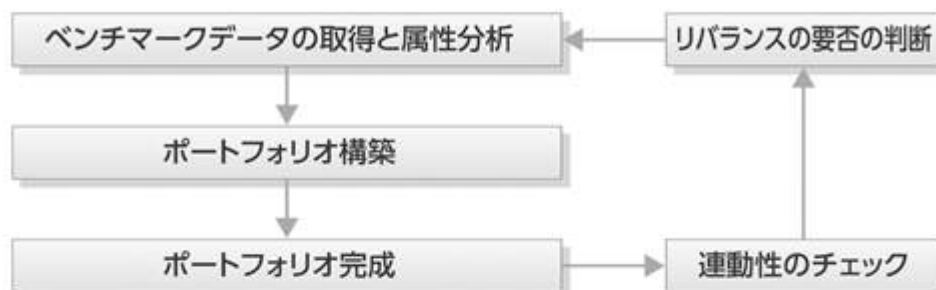 ベンチマークデータの取得と属性分析
リバランスの要否の判断
ポートフォリオ構築
ポートフォリオ完成
連動性のチェック